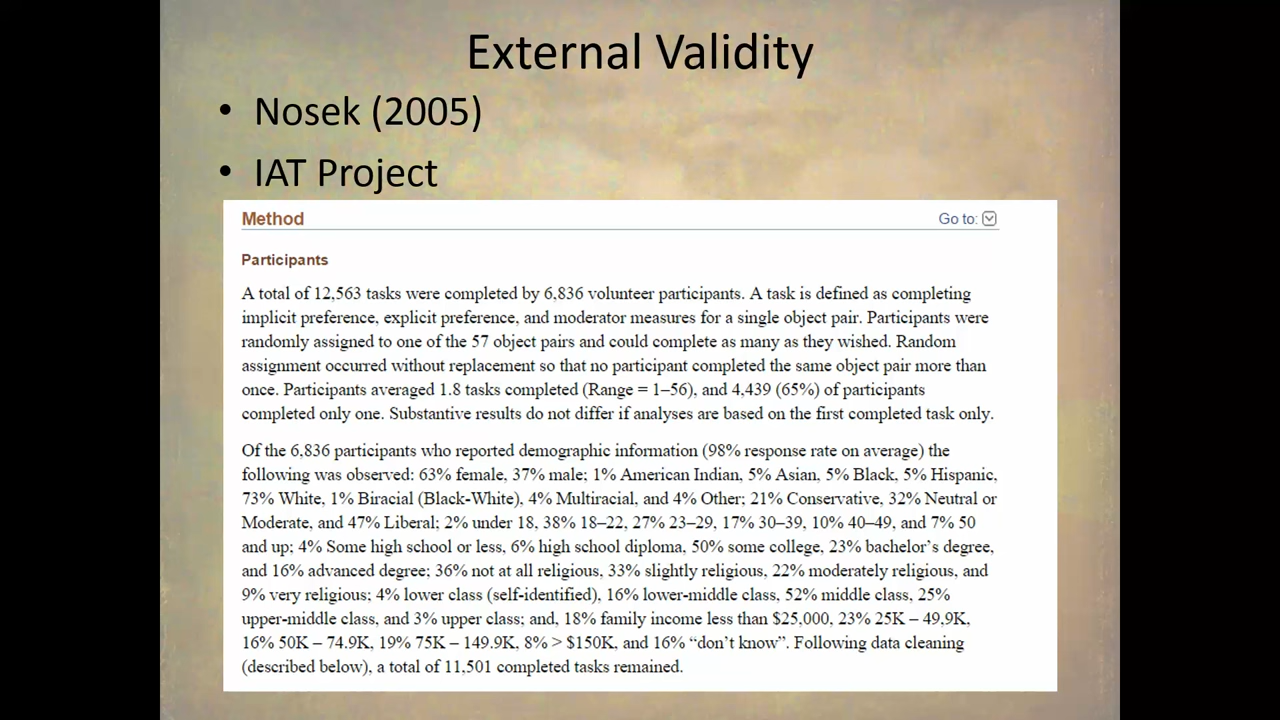 External Validity
• Nosek (2005)
• IAT Project
Method
Go to:
Participants
A total of 12,563 tasks were completed by 6,836 volunteer participants. A task is defined as completing
implicit preference, explicit preference, and moderator measures for a single object pair. Participants were
randomly assigned to one of the 57 object pairs and could complete as many as they wished. Random
assignment occurred without replacement so that no participant completed the same object pair more than
once. Participants averaged 1.8 tasks completed (Range = 1–56), and 4,439 (65%) of participants
completed only one. Substantive results do not differ if analyses are based on the first completed task only.
Of the 6,836 participants who reported demographic information (98% response rate on average) the
following was observed: 63% female, 37% male; 1% American Indian, 5% Asian, 5% Black, 5% Hispanic,
73% White, 1% Biracial (Black-White), 4% Multiracial, and 4% Other; 21% Conservative, 32% Neutral or
Moderate, and 47% Liberal; 2% under 18, 38% 18–22, 27% 23–29, 17% 30–39, 10% 40–49, and 7% 50
and up; 4% Some high school or less, 6% high school diploma, 50% some college, 23% bachelor’s degree,
and 16% advanced degree; 36% not at all religious, 33% slightly religious, 22% moderately religious, and
9% very religious; 4% lower class (self-identified), 16% lower-middle class, 52% middle class, 25%
upper-middle class, and 3% upper class; and, 18% family income less than $25,000, 23% 25K – 49.9K,
16% 50K – 74.9K, 19% 75K – 149.9K, 8% > $150K, and 16% “don’t know”. Following data cleaning
(described below), a total of 11,501 completed tasks remained.